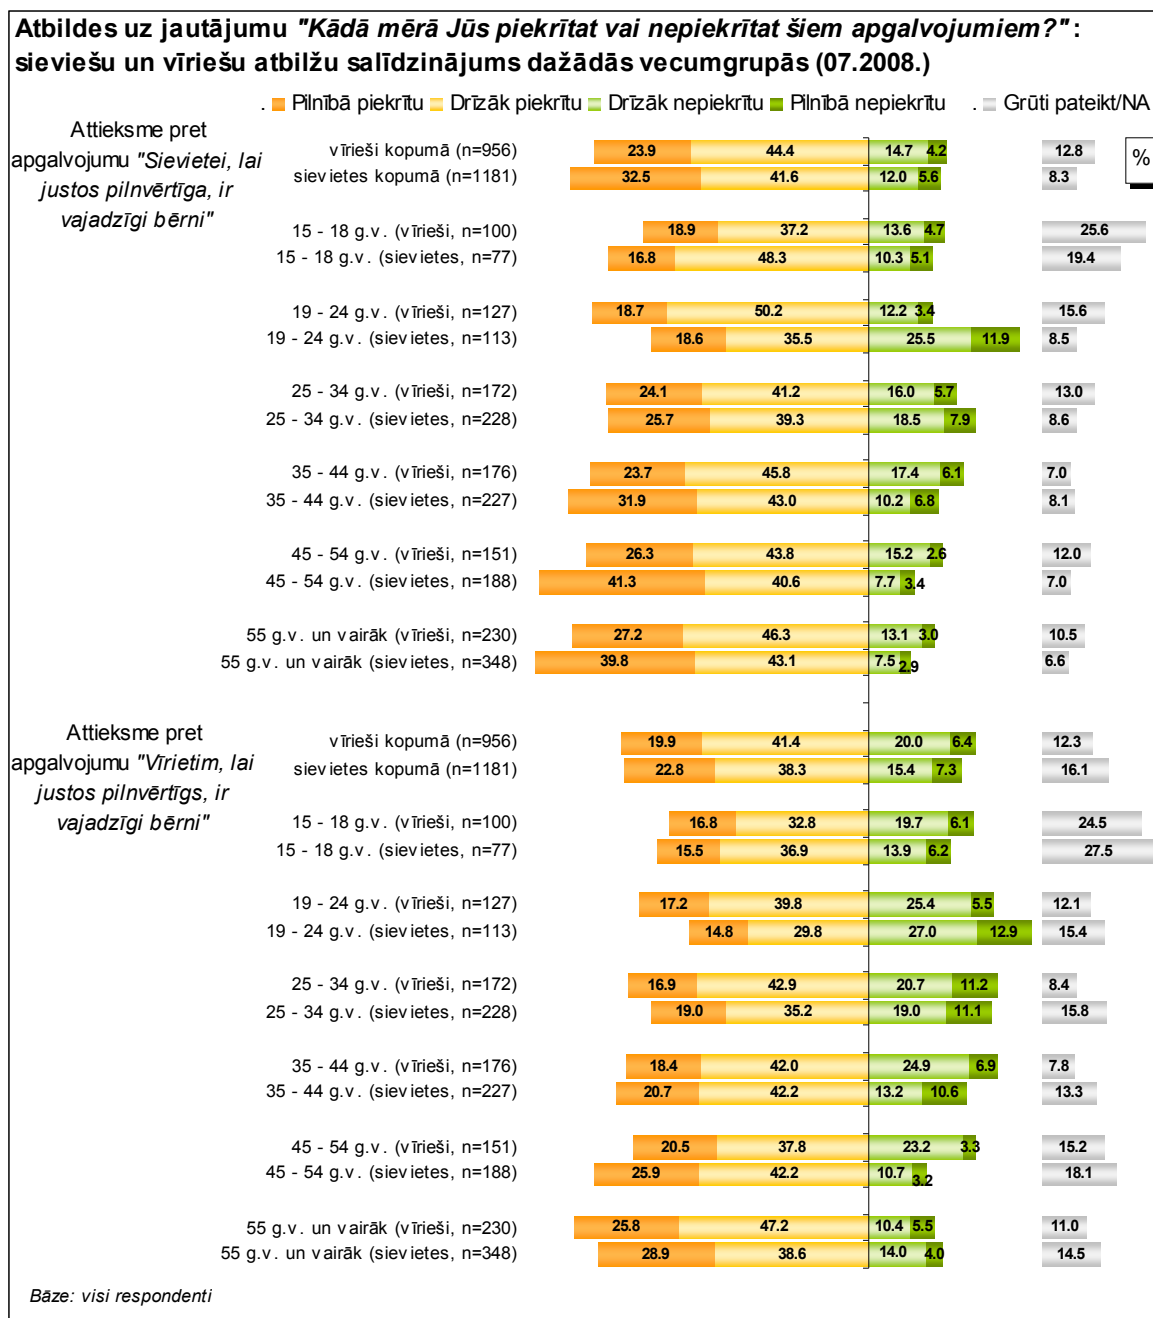 Atbildes uz jautājumu "Kādā mērā Jūs piekrītat vai nepiekrītat šiem apgalvojumiem?" :
sieviešu un vīriešu atbilžu salīdzinājums dažādās vecumgrupās (07.2008.)
. Pilnībā piekrītu Drīzāk piekrītu Drīzāk nepiekrītu Pilnībā nepiekrītu . Grūti pateikt/NA
%
Attieksme pret
apgalvojumu "Sievietei, lai
justos pilnvērtīga, ir
vajadzīgi bērni"
vīrieši kopumā (n=956) 23.9 44.4 14.7 4.2 12.8
sievietes kopumā (n=1181) 32.5 41.6 12.0 5.6 8.3
15 - 18 g.v. (vīrieši, n=100) 18.9 37.2 13.6 4.7 25.6
15 - 18 g.v. (sievietes, n=77) 16.8 48.3 10.3 5.1 19.4
19 - 24 g.v. (vīrieši, n=127) 18.7 50.2 12.2 3.4 15.6
19 - 24 g.v. (sievietes, n=113) 18.6 35.5 25.5 11.9 8.5
25 - 34 g.v. (vīrieši, n=172) 24.1 41.2 16.0 5.7 13.0
25 - 34 g.v. (sievietes, n=228) 25.7 39.3 18.5 7.9 8.6
35 - 44 g.v. (vīrieši, n=176) 23.7 45.8 17.4 6.1 7.0
35 - 44 g.v. (sievietes, n=227) 31.9 43.0 10.2 6.8 8.1
45 - 54 g.v. (vīrieši, n=151) 26.3 43.8 15.2 2.6 12.0
45 - 54 g.v. (sievietes, n=188) 41.3 40.6 7.7 3.4 7.0
55 g.v. un vairāk (vīrieši, n=230) 27.2 46.3 13.1 3.0 10.5
55 g.v. un vairāk (sievietes, n=348) 39.8 43.1 7.5 2.9 6.6
Attieksme pret
apgalvojumu "Vīrietim, lai
justos pilnvērtīgs, ir
vajadzīgi bērni"
vīrieši kopumā (n=956) 19.9 41.4 20.0 6.4 12.3
sievietes kopumā (n=1181) 22.8 38.3 15.4 7.3 16.1
15 - 18 g.v. (vīrieši, n=100) 16.8 32.8 19.7 6.1 24.5
15 - 18 g.v. (sievietes, n=77) 15.5 36.9 13.9 6.2 27.5
19 - 24 g.v. (vīrieši, n=127) 17.2 39.8 25.4 5.5 12.1
19 - 24 g.v. (sievietes, n=113) 14.8 29.8 27.0 12.9 15.4
25 - 34 g.v. (vīrieši, n=172) 16.9 42.9 20.7 11.2 8.4
25 - 34 g.v. (sievietes, n=228) 19.0 35.2 19.0 11.1 15.8
35 - 44 g.v. (vīrieši, n=176) 18.4 42.0 24.9 6.9 7.8
35 - 44 g.v. (sievietes, n=227) 20.7 42.2 13.2 10.6 13.3
45 - 54 g.v. (vīrieši, n=151) 20.5 37.8 23.2 3.3 15.2
45 - 54 g.v. (sievietes, n=188) 25.9 42.2 10.7 3.2 18.1
55 g.v. un vairāk (vīrieši, n=230) 25.8 47.2 10.4 5.5 11.0
55 g.v. un vairāk (sievietes, n=348) 28.9 38.6 14.0 4.0 14.5
Bāze: visi respondenti